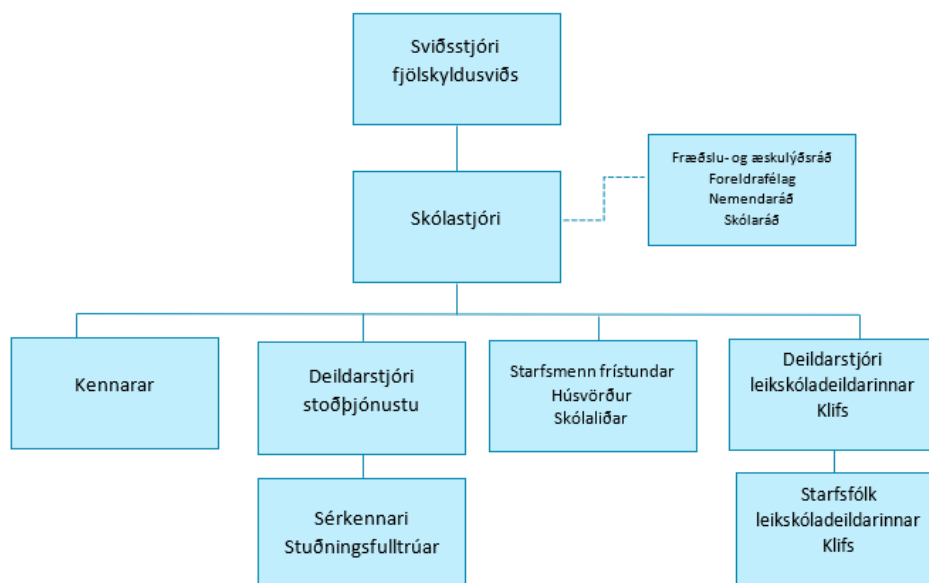 Sviðsstjóri
fjölskyldusviðs
Fræðslu- og æskulýðsráð
Foreldrafélag
Nemendaráð
Skólaráð
Skólastjóri
Kennarar
Deildarstjóri
stoðþjónustu
Starfsmenn frístundar
Húsvörður
Skólaliðar
Deildarstjóri
leikskóladeildarinnar
Klifs
Sérkennari
Stuðningsfulltrúar
Starfsfólk
leikskóladeildarinnar
Klifs